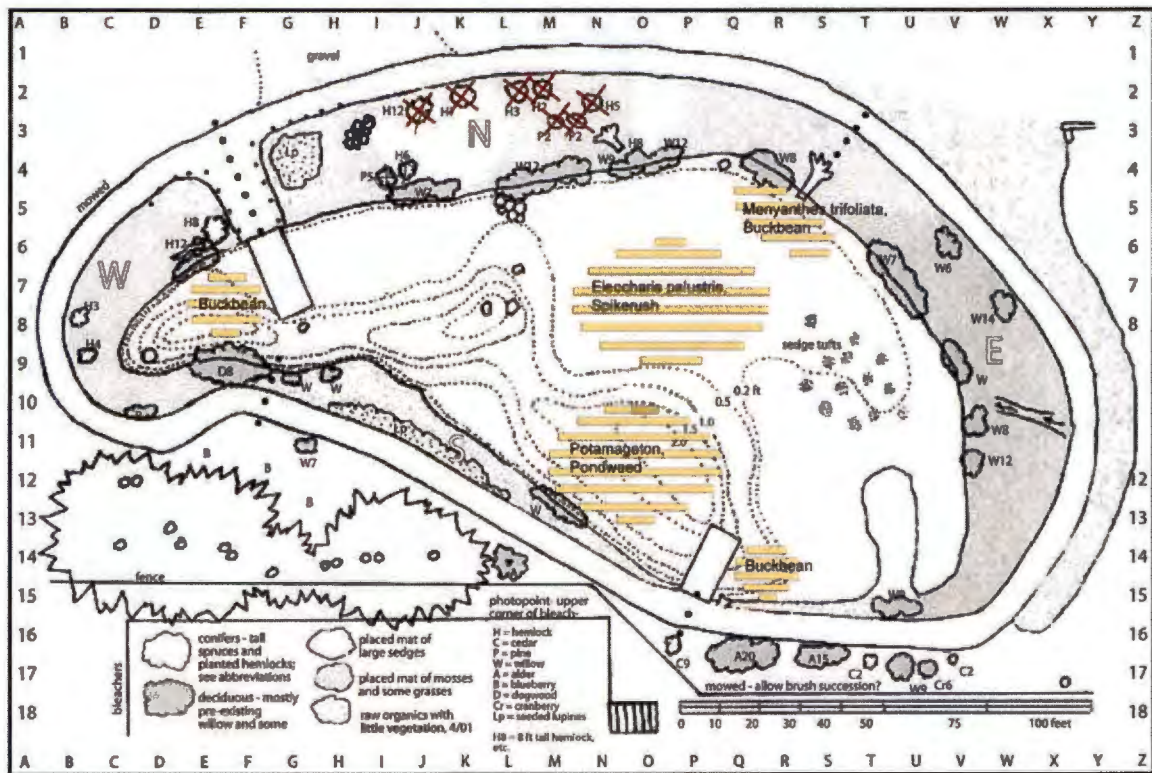 A B C D E F G H I J K L M N O P Q R S T U V W X Y Z
1 1
gravel
2 2
H12 H3 H2 H5
3 3
P2 P2
N
Lp
H8 W12
H6 W12 W9 W8
4 4
P5
W2
mowed
5 5
H8
Menyanthes trifoliata,
Buckbean
H12
6 6
W7 W6
W
7 7
Eleocharis palustris,
Spikerush
H3
Buckbean
W14
8 8
sedge tufts
H4
E
9 9
D8 W H W
0.5 0.2 ft
10 10
1.0
1.5
2.0
W8
LP S
11 11
B B W7
Potamageton,
Pondweed
W12
12 12
B
W
13 13
14 14
Buckbean
A
fence
15 15
W6
photopoint - upper
corner of bleach-
16 16
bleachers
conifers - tall
spruces and
planted hemlocks;
see abbreviations
deciduous - mostly
pre-existing
willow and some
placed mat of
large sedges
placed mat of mosses
and some grasses
raw organics with
little vegetation, 4/01
H = hemlock
C = cedar
P = pine
W = willow
A = alder
B = blueberry
D = dogwood
Cr = cranberry
Lp = seeded lupines
H8 = 8 ft tall hemlock,
etc.
C9 A20 A15 C2 W9 Cr6 C2
17 17
mowed - allow brush succession?
18 18
0 10 20 30 40 50 75 100 feet
A B C D E F G H I J K L M N O P Q R S T U V W X Y Z